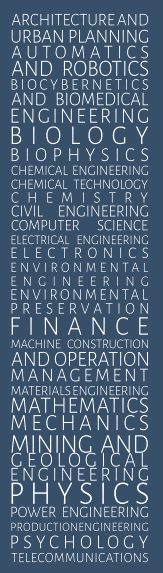 ARCHITECTURE AND
URBAN PLANNING
AUTOMATICS
AND ROBOTICS
BIOCYBERNETICS
AND BIOMEDICAL
ENGINEERING
BIOLOGY
BIOPHYSICS
CHEMICAL ENGINEERING
CHEMICAL TECHNOLOGY
CHEMISTRY
CIVIL ENGINEERING
COMPUTER SCIENCE
ELECTRICAL ENGINEERING
ELECTRONICS
ENVIRONMENTAL
ENGINEERING
ENVIRONMENTAL
PRESERVATION
FINANCE
MACHINE CONSTRUCTION
AND OPERATION
MANAGEMENT
MATERIALS ENGINEERING
MATHEMATICS
MECHANICS
MINING AND
GEOLOGICAL
ENGINEERING
PHYSICS
POWER ENGINEERING
PRODUCTION ENGINEERING
PSYCHOLOGY
TELECOMMUNICATIONS